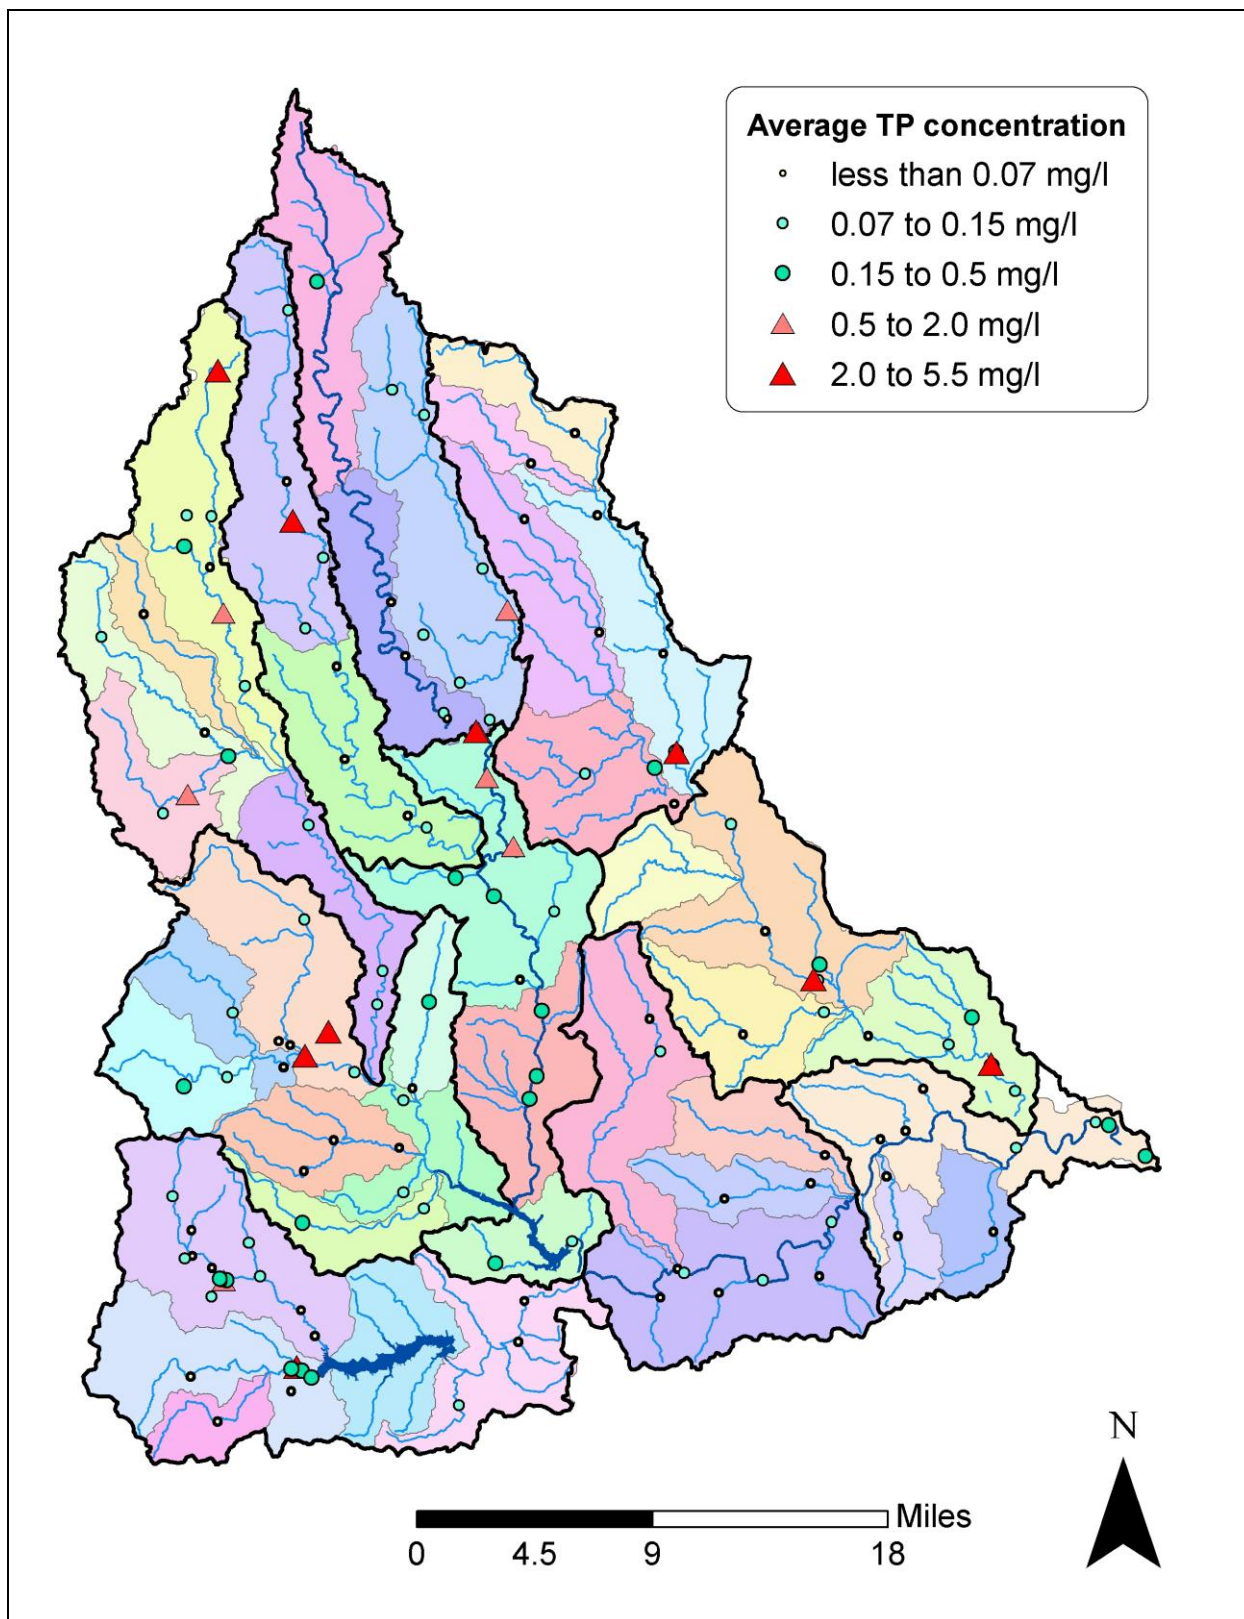 Average TP concentration
less than 0.07 mg/l
0.07 to 0.15 mg/l
0.15 to 0.5 mg/l
0.5 to 2.0 mg/l
2.0 to 5.5 mg/l
N
Miles
0 4.5 9 18